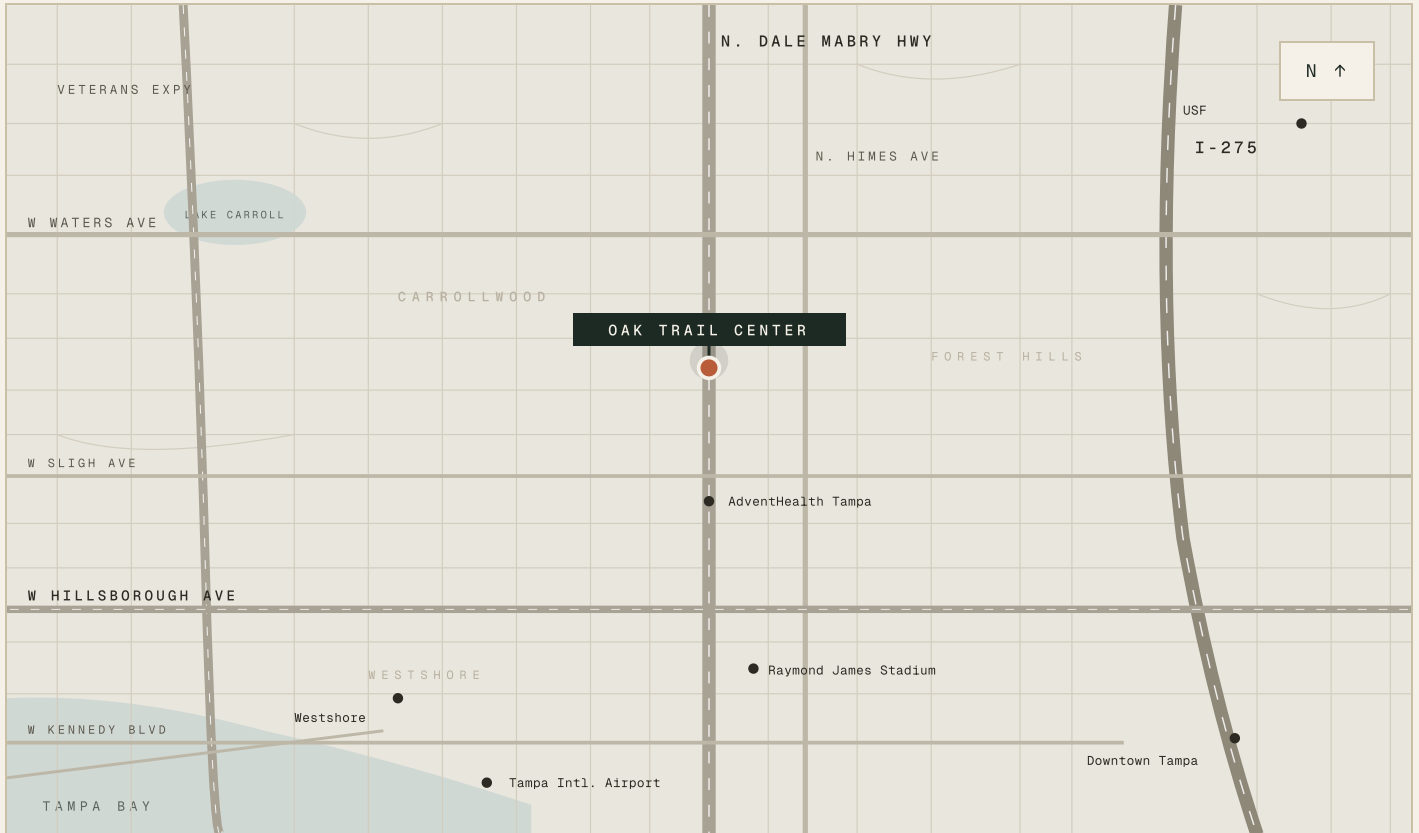 N. DALE MABRY HWY
N ↑
VETERANS EXPY
USF
I-275
N. HIMES AVE
LAKE CARROLL
W WATERS AVE
CARROLLWOOD
OAK TRAIL CENTER
FOREST HILLS
W SLIGH AVE
AdventHealth Tampa
W HILLSBOROUGH AVE
Raymond James Stadium
WESTSHORE
Westshore
W KENNEDY BLVD
Downtown Tampa
Tampa Intl. Airport
TAMPA BAY